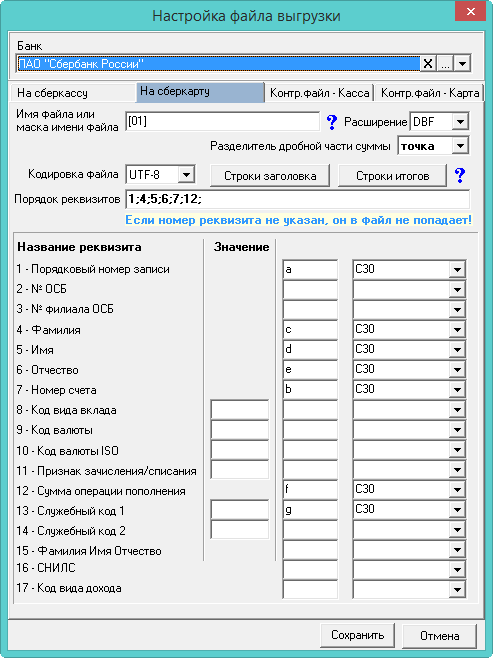 Настройка файла выгрузки
Банк
ПАО "Сбербанк России"
X ...
На сберкассу На сберкарту Контр.файл - Касса Контр.файл - Карта
Имя Файла или
маска имени Файла [01] ? Расширение DBF
Разделитель дробной части суммы точка
Кодировка файла UTF-8 Строки заголовка Строки итогов ?
Порядок реквизитов 1;4;5;6;7;12;
Если номер реквизита не указан, он в файл не попадает!
Название реквизита Значение
1 - Порядковый номер записи a C30
2 - № ОСБ
3 - № филиала ОСБ
4 - Фамилия c C30
5 - Имя d C30
6 - Отчество e C30
7 - Номер счета b C30
8 - Код вида вклада
9 - Код валюты
10 - Код валюты ISO
11 - Признак зачисления/списания
12 - Сумма операции пополнения f C30
13 - Служебный код 1 g C30
14 - Служебный код 2
15 - Фамилия Имя Отчество
16 - СНИЛС
17 - Код вида дохода
Сохранить Отмена